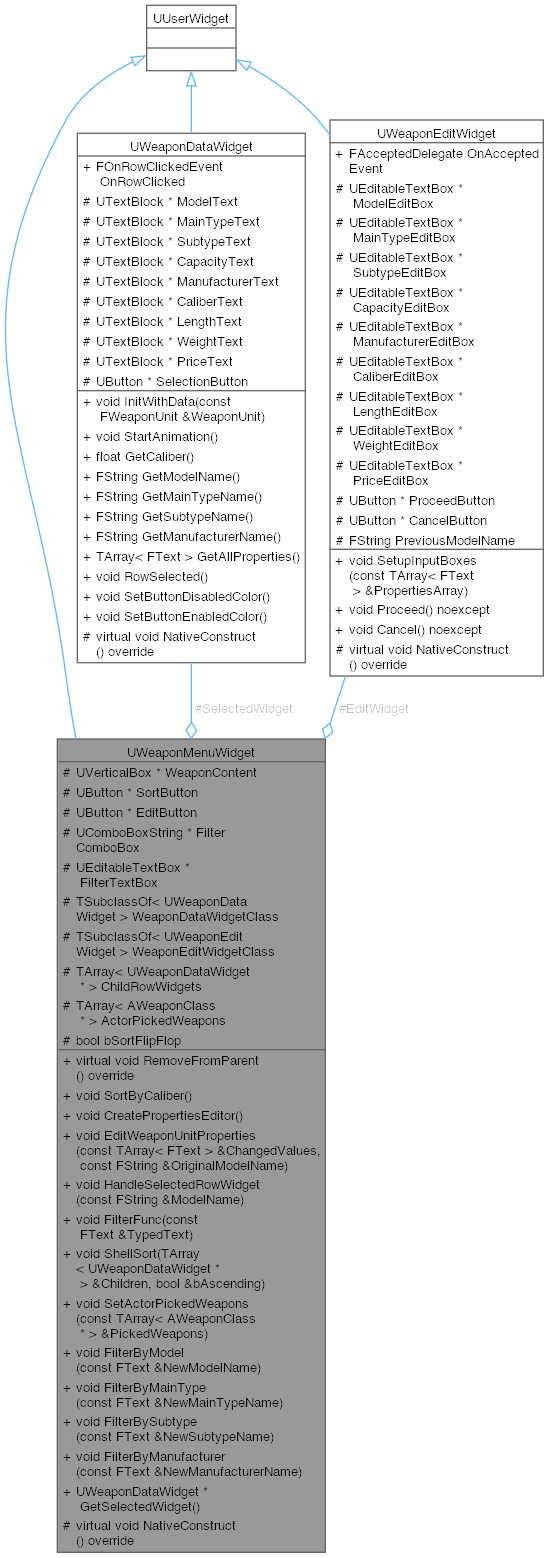 UUserWidget
UWeaponDataWidget
+ FOnRowClickedEvent
OnRowClicked
# UTextBlock * ModelText
# UTextBlock * MainTypeText
# UTextBlock * SubtypeText
# UTextBlock * CapacityText
# UTextBlock * ManufacturerText
# UTextBlock * CaliberText
# UTextBlock * LengthText
# UTextBlock * WeightText
# UTextBlock * PriceText
# UButton * SelectionButton
+ void InitWithData(const
FWeaponUnit &WeaponUnit)
+ void StartAnimation()
+ float GetCaliber()
+ FString GetModelName()
+ FString GetMainTypeName()
+ FString GetSubtypeName()
+ FString GetManufacturerName()
+ TArray< FText > GetAllProperties()
+ void RowSelected()
+ void SetButtonDisabledColor()
+ void SetButtonEnabledColor()
# virtual void NativeConstruct
() override
UWeaponEditWidget
+ FAcceptedDelegate OnAccepted
Event
# UEditableTextBox *
ModelEditBox
# UEditableTextBox *
MainTypeEditBox
# UEditableTextBox *
SubtypeEditBox
# UEditableTextBox *
CapacityEditBox
# UEditableTextBox *
ManufacturerEditBox
# UEditableTextBox *
CaliberEditBox
# UEditableTextBox *
LengthEditBox
# UEditableTextBox *
WeightEditBox
# UEditableTextBox *
PriceEditBox
# UButton * ProceedButton
# UButton * CancelButton
# FString PreviousModelName
+ void SetupInputBoxes
(const TArray< FText
> &PropertiesArray)
+ void Proceed() noexcept
+ void Cancel() noexcept
# virtual void NativeConstruct
() override
#SelectedWidget
#EditWidget
UWeaponMenuWidget
# UVerticalBox * WeaponContent
# UButton * SortButton
# UButton * EditButton
# UComboBoxString * Filter
ComboBox
# UEditableTextBox *
FilterTextBox
# TSubclassOf< UWeaponData
Widget > WeaponDataWidgetClass
# TSubclassOf< UWeaponEdit
Widget > WeaponEditWidgetClass
# TArray< UWeaponDataWidget
* > ChildRowWidgets
# TArray< AWeaponClass
* > ActorPickedWeapons
# bool bSortFlipFlop
+ virtual void RemoveFromParent
() override
+ void SortByCaliber()
+ void CreatePropertiesEditor()
+ void EditWeaponUnitProperties
(const TArray< FText > &ChangedValues,
const FString &OriginalModelName)
+ void HandleSelectedRowWidget
(const FString &ModelName)
+ void FilterFunc(const
FText &TypedText)
+ void ShellSort(TArray
< UWeaponDataWidget *
> &Children, bool &bAscending)
+ void SetActorPickedWeapons
(const TArray< AWeaponClass
* > &PickedWeapons)
+ void FilterByModel
(const FText &NewModelName)
+ void FilterByMainType
(const FText &NewMainTypeName)
+ void FilterBySubtype
(const FText &NewSubtypeName)
+ void FilterByManufacturer
(const FText &NewManufacturerName)
+ UWeaponDataWidget *
GetSelectedWidget()
# virtual void NativeConstruct
() override